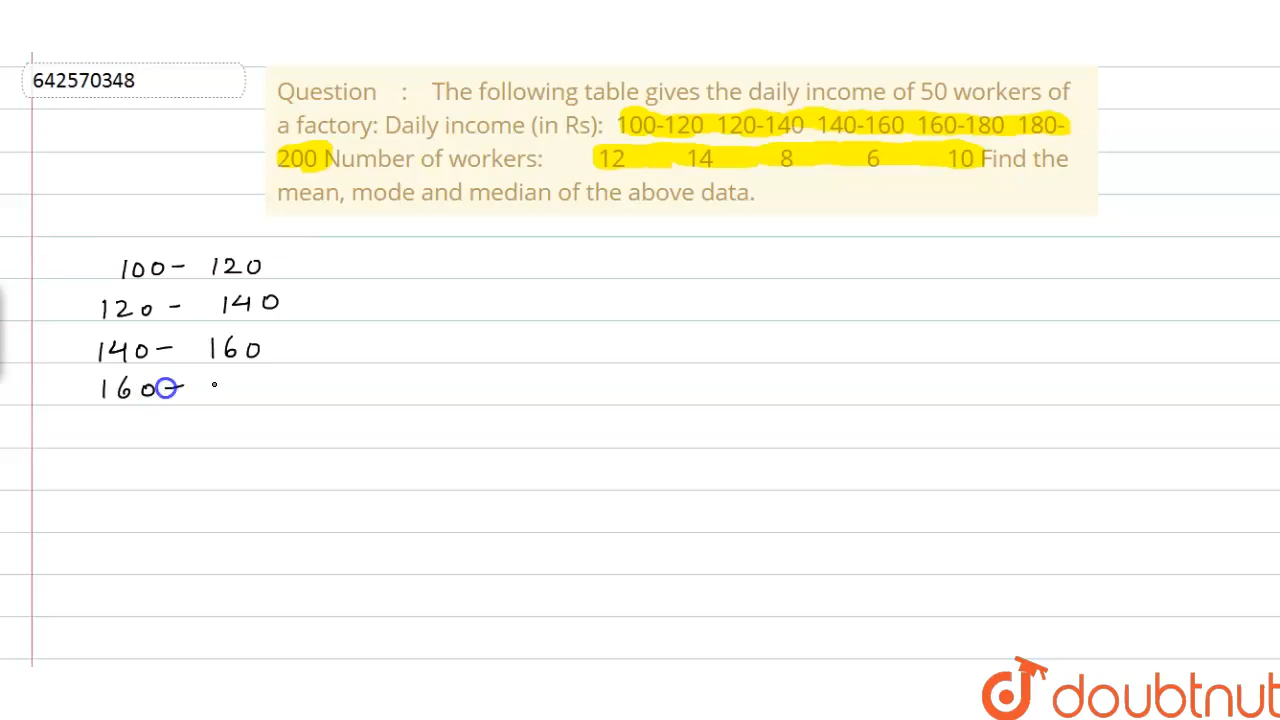 642570348
Question : The following table gives the daily income of 50 workers of
a factory: Daily income (in Rs): 100-120 120-140 140-160 160-180 180-
200 Number of workers: 12 14 8 6 10 Find the
mean, mode and median of the above data.
100- 120
120 - 140
140- 160
160-
doubtnut